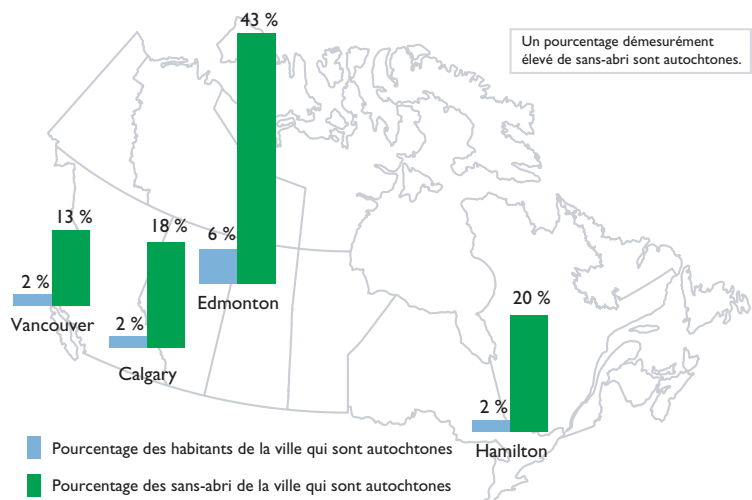 43 %
Un pourcentage démesurément
élevé de sans-abri sont autochtones.
13 %
18 %
6 %
2 %
Vancouver
2 %
Calgary
Edmonton
20 %
2 %
Hamilton
Pourcentage des habitants de la ville qui sont autochtones
Pourcentage des sans-abri de la ville qui sont autochtones